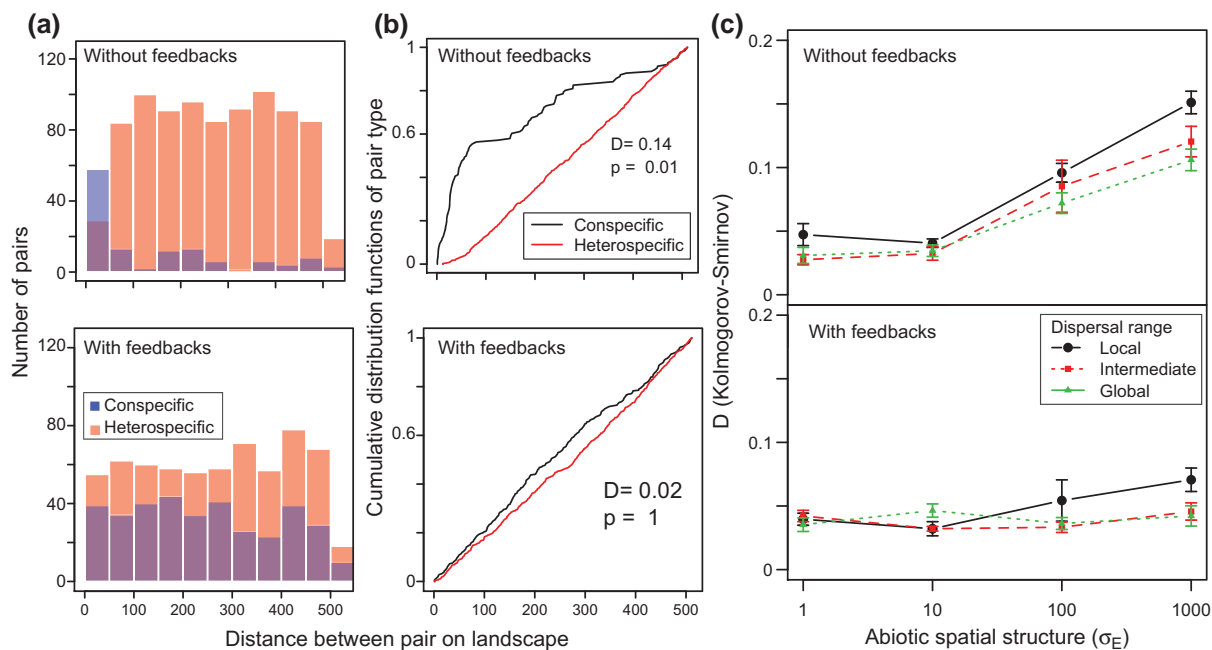 (a)
Without feedbacks
120
80
40
0
Number of pairs
With feedbacks
Conspecific
Heterospecific
120
80
40
0
0 100 200 300 400 500
(b)
Without feedbacks
1
0.6
0
D= 0.14
p = 0.01
Conspecific
Heterospecific
Cumulative distribution functions of pair type
With feedbacks
1
0.6
0
D= 0.02
p = 1
0 100 200 300 400 500
Distance between pair on landscape
(c)
Without feedbacks
0.2
0.1
0
D (Kolmogorov-Smirnov)
With feedbacks
Dispersal range
Local
Intermediate
Global
0.2
0.1
0
1 10 100 1000
Abiotic spatial structure (σE)